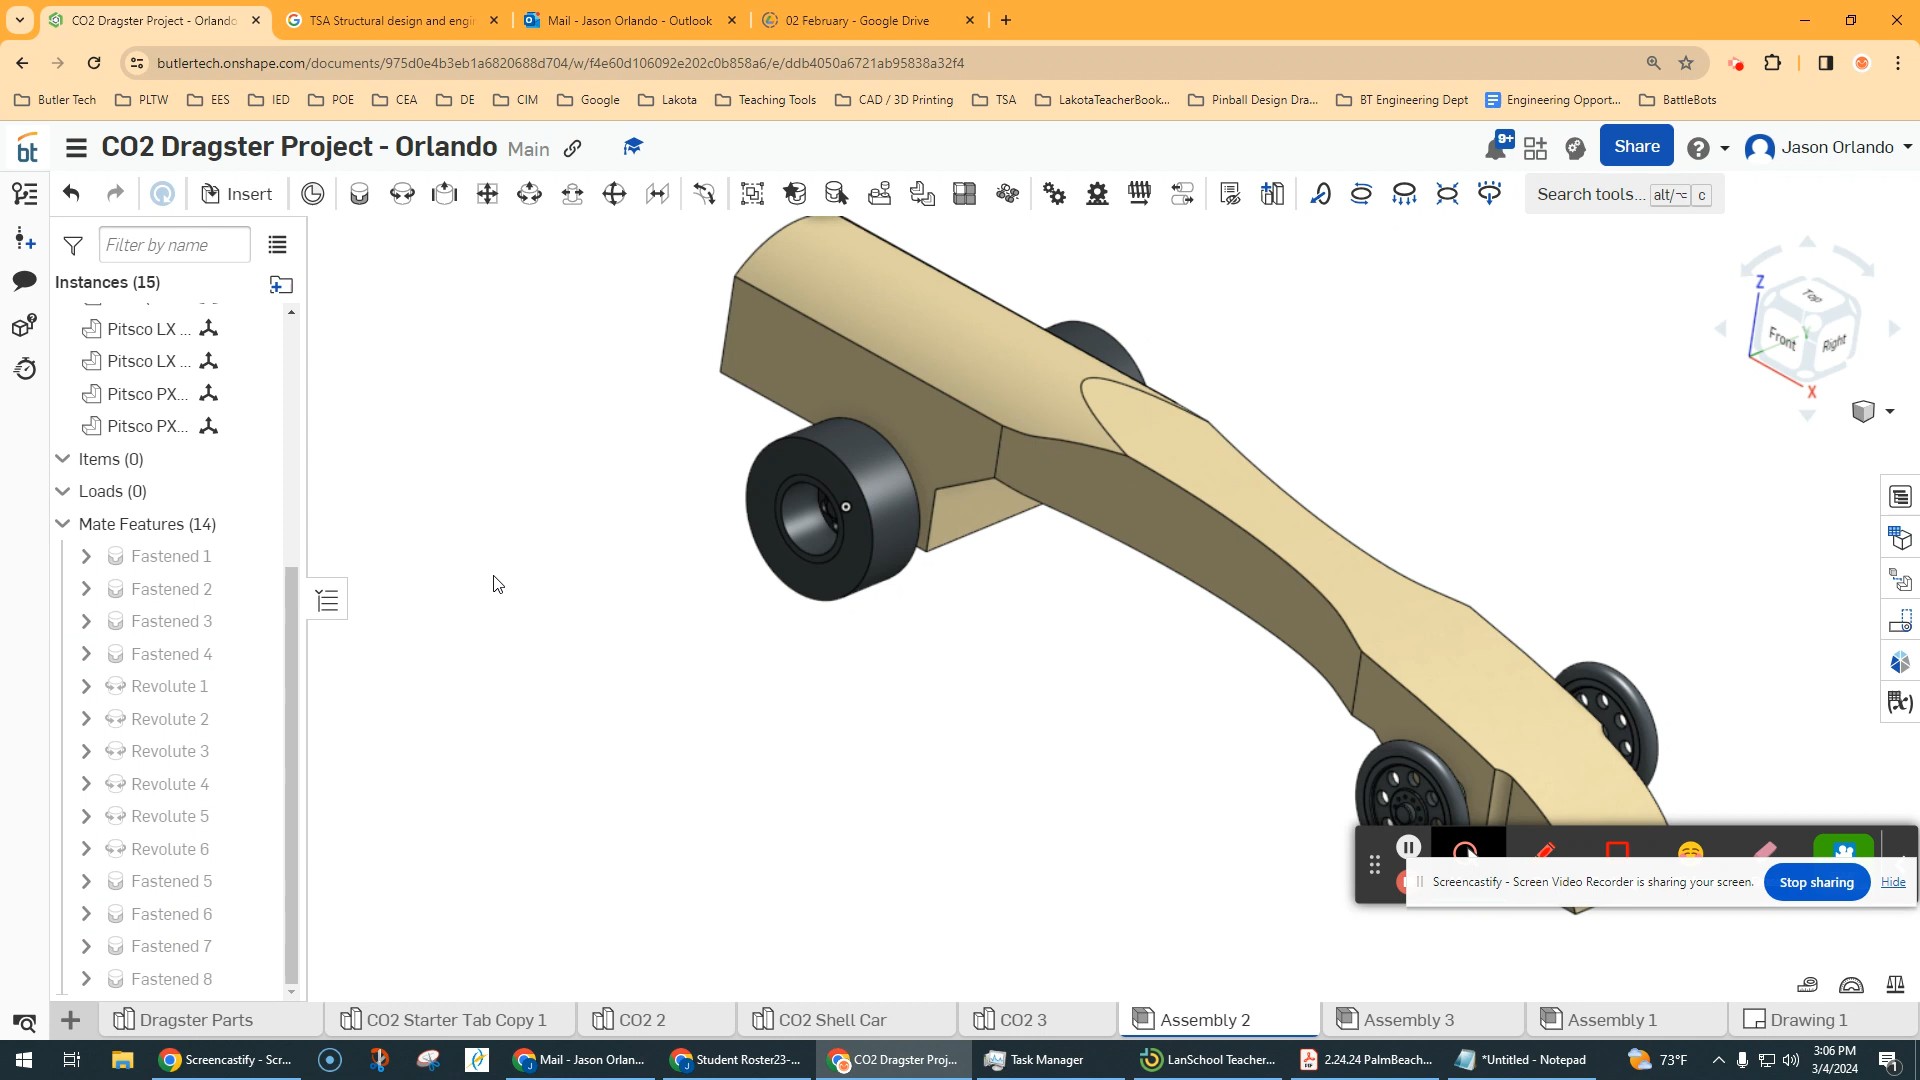 CO2 Dragster Project - Orlando
TSA Structural design and engin
Mail - Jason Orlando - Outlook
02 February - Google Drive
butlertech.onshape.com/documents/975d0e4b3eb1a6820688d704/w/f4e60d106092e202c0b858a6/e/ddb4050a6721ab95838a32f4
Butler Tech
PLTW
EES
IED
POE
CEA
DE
CIM
Google
Lakota
Teaching Tools
CAD / 3D Printing
TSA
LakotaTeacherBook...
Pinball Design Dra...
BT Engineering Dept
Engineering Opport...
BattleBots
bt
CO2 Dragster Project - Orlando
Main
9+
Share
Jason Orlando
Insert
Search tools... alt/⌥ c
Filter by name
Instances (15)
Pitsco LX ...
Pitsco LX ...
Pitsco PX...
Pitsco PX...
Items (0)
Loads (0)
Mate Features (14)
Fastened 1
Fastened 2
Fastened 3
Fastened 4
Revolute 1
Revolute 2
Revolute 3
Revolute 4
Revolute 5
Revolute 6
Fastened 5
Fastened 6
Fastened 7
Fastened 8
Z
Top
Y
Front
Right
X
(x)
Screencastify - Screen Video Recorder is sharing your screen.
Stop sharing
Hide
Dragster Parts
CO2 Starter Tab Copy 1
CO2 2
CO2 Shell Car
CO2 3
Assembly 2
Assembly 3
Assembly 1
Drawing 1
Screencastify - Scr...
Mail - Jason Orlan...
Student Roster23-...
CO2 Dragster Proj...
Task Manager
LanSchool Teacher...
2.24.24 PalmBeach...
*Untitled - Notepad
73°F
3:06 PM
3/4/2024
1